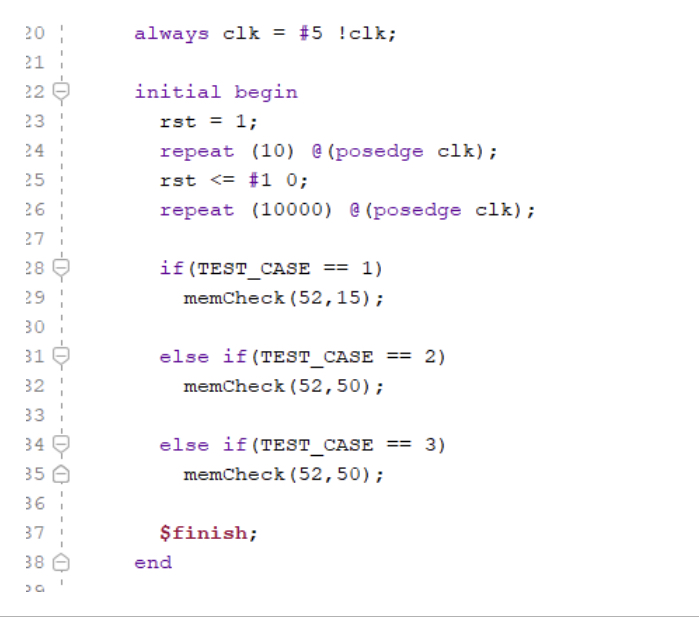 20 always clk = #5 !clk;
21
22 initial begin
23 rst = 1;
24 repeat (10) @(posedge clk);
25 rst <= #1 0;
26 repeat (10000) @(posedge clk);
27
28 if(TEST_CASE == 1)
29 memCheck(52,15);
30
31 else if(TEST_CASE == 2)
32 memCheck(52,50);
33
34 else if(TEST_CASE == 3)
35 memCheck(52,50);
36
37 $finish;
38 end
39